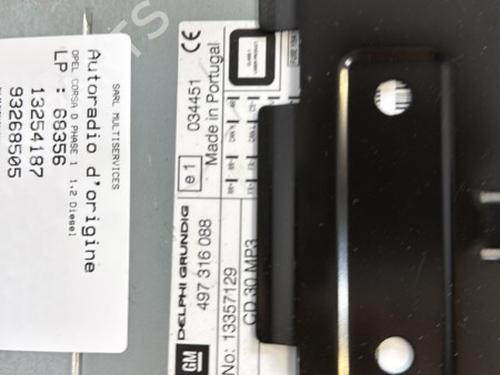 SARL MULTISERVICES
Autoradio d'origine
OPEL CORSA D PHASE 1 1.2 Diesel
LP : 68356
13254187
93268505
e1 034451
Made in Portugal
DELPHI GRUNDIG
497 316 088
GM
No: 13357129
CD 30 MP3